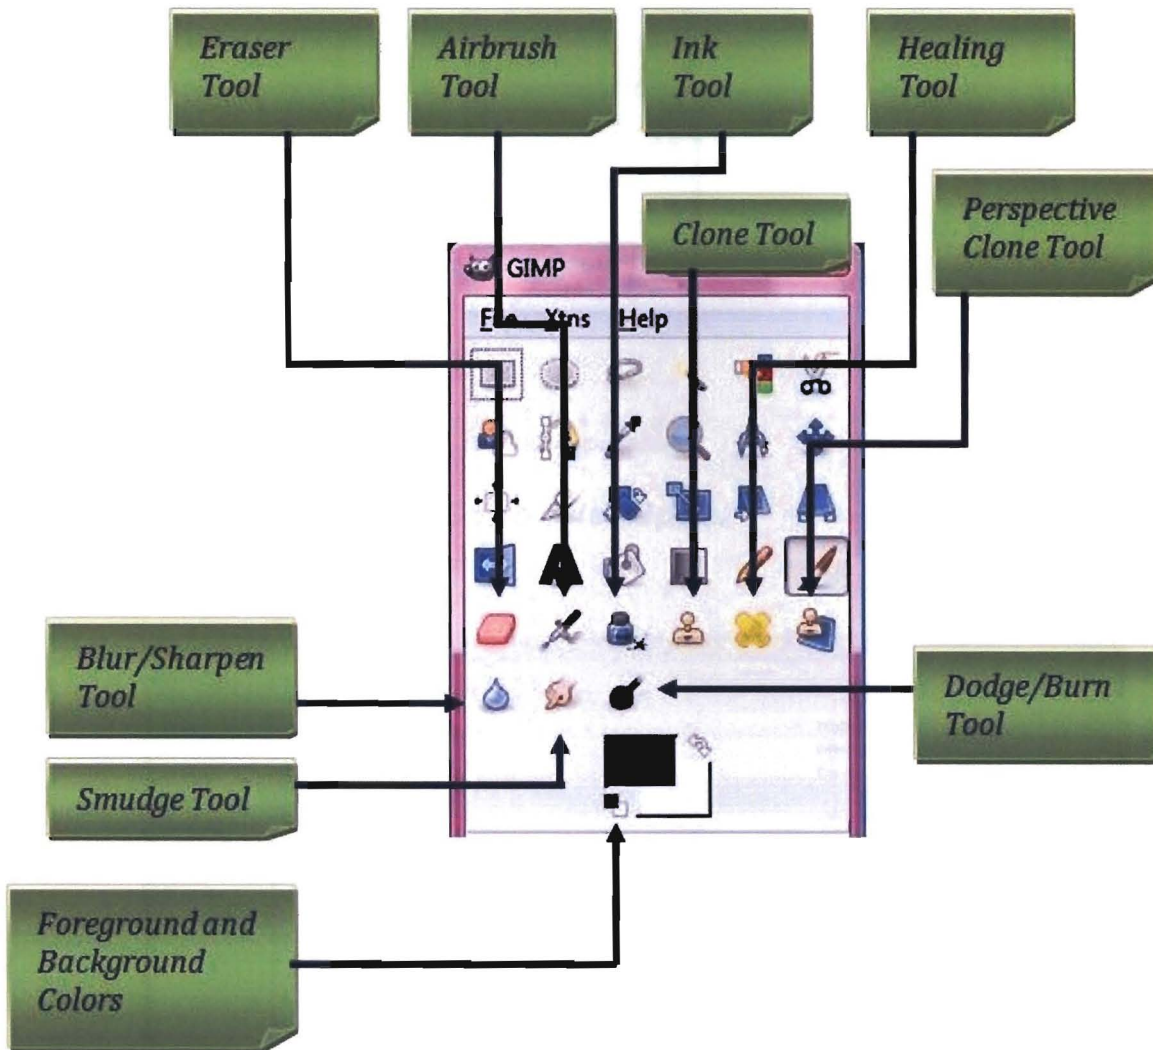 Eraser
Tool
Airbrush
Tool
Ink
Tool
Healing
Tool
Clone Tool
Perspective
Clone Tool
GIMP
File Xtns Help
Blur/Sharpen
Tool
Dodge/Burn
Tool
Smudge Tool
Foreground and
Background
Colors